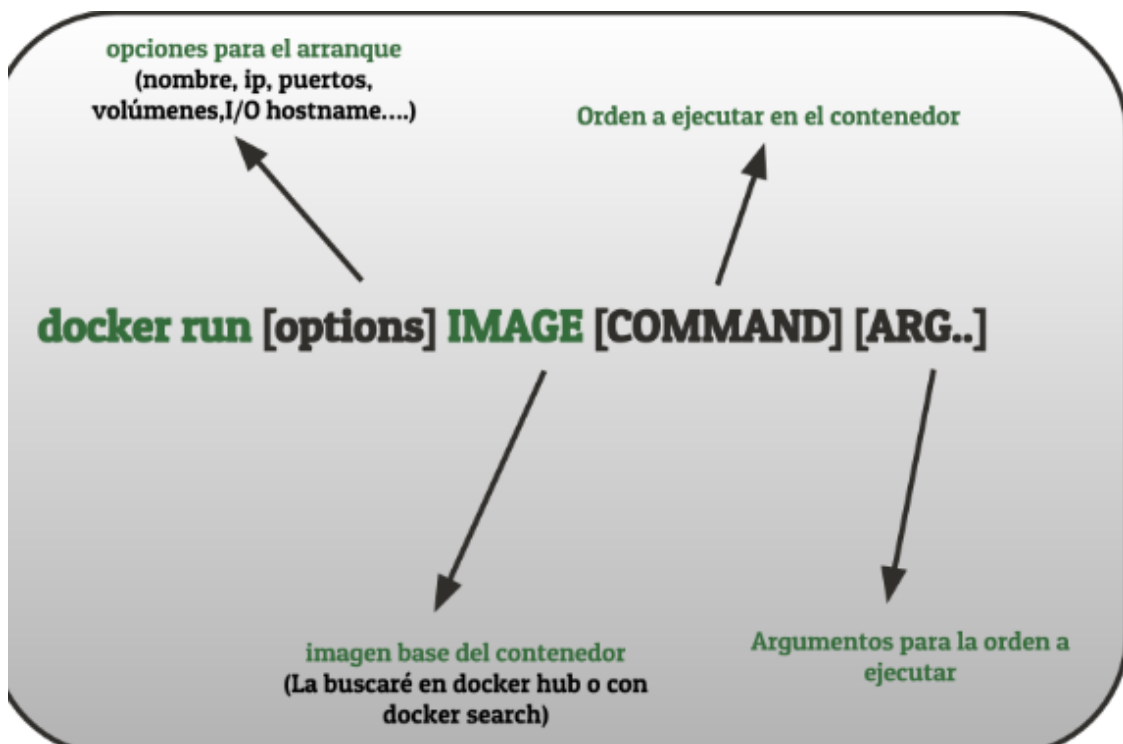 opciones para el arranque
(nombre, ip, puertos,
volúmenes,I/O hostname....)
Orden a ejecutar en el contenedor
docker run [options] IMAGE [COMMAND] [ARG..]
imagen base del contenedor
(La buscaré en docker hub o con
docker search)
Argumentos para la orden a
ejecutar